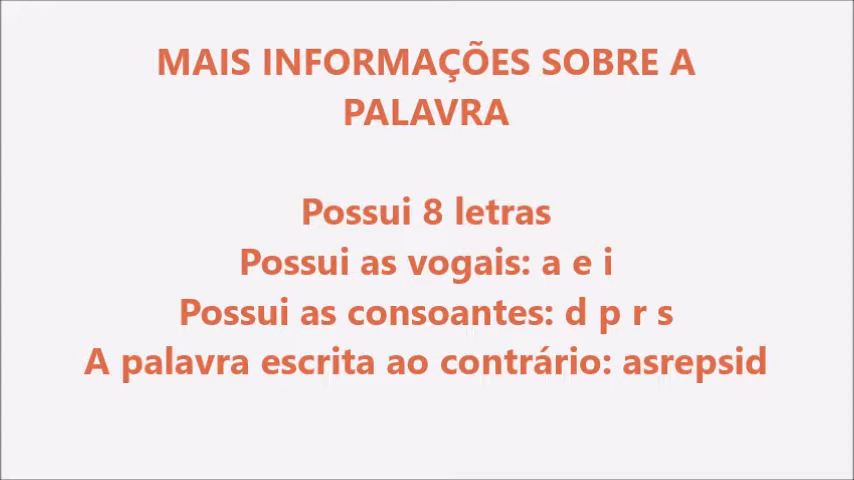 MAIS INFORMAÇÕES SOBRE A
PALAVRA
Possui 8 letras
Possui as vogais: a e i
Possui as consoantes: d p r s
A palavra escrita ao contrário: asrepsid